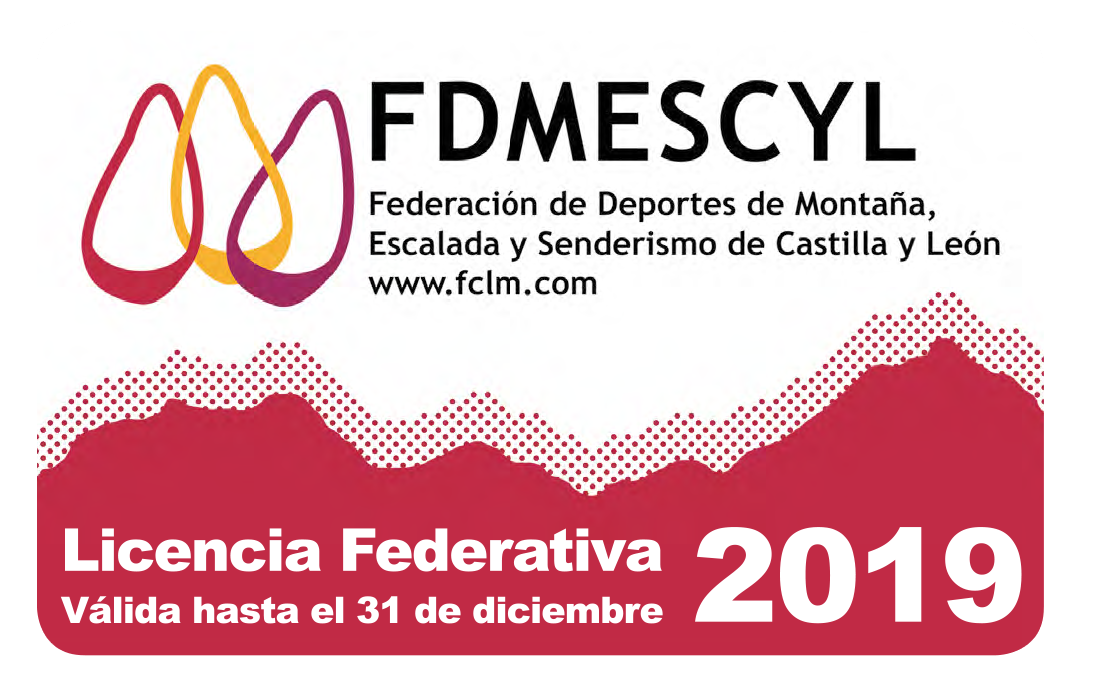 FDMESCYL
Federación de Deportes de Montaña,
Escalada y Senderismo de Castilla y León
www.fclm.com
Licencia Federativa
Válida hasta el 31 de diciembre
2019